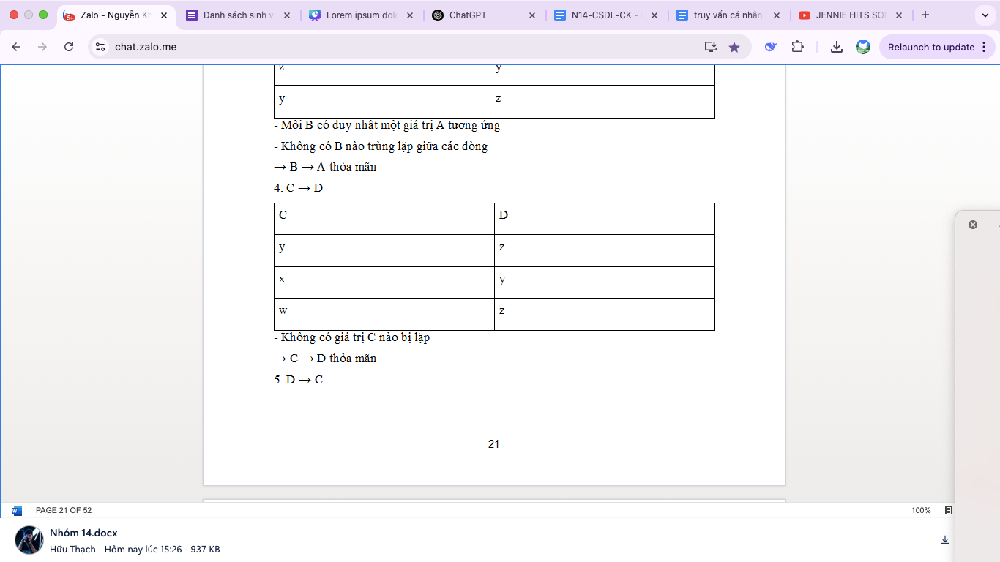 Zalo - Nguyễn Kh
Danh sách sinh v
Lorem ipsum dolo
ChatGPT
N14-CSDL-CK -
truy vấn cá nhân
JENNIE HITS SO
5+
chat.zalo.me
Relaunch to update
z y
y z
- Mỗi B có duy nhất một giá trị A tương ứng
- Không có B nào trùng lặp giữa các dòng
→ B → A thỏa mãn
4. C → D
C D
y z
x y
w z
- Không có giá trị C nào bị lặp
→ C → D thỏa mãn
5. D → C
21
PAGE 21 OF 52
100%
Nhóm 14.docx
Hữu Thạch - Hôm nay lúc 15:26 - 937 KB